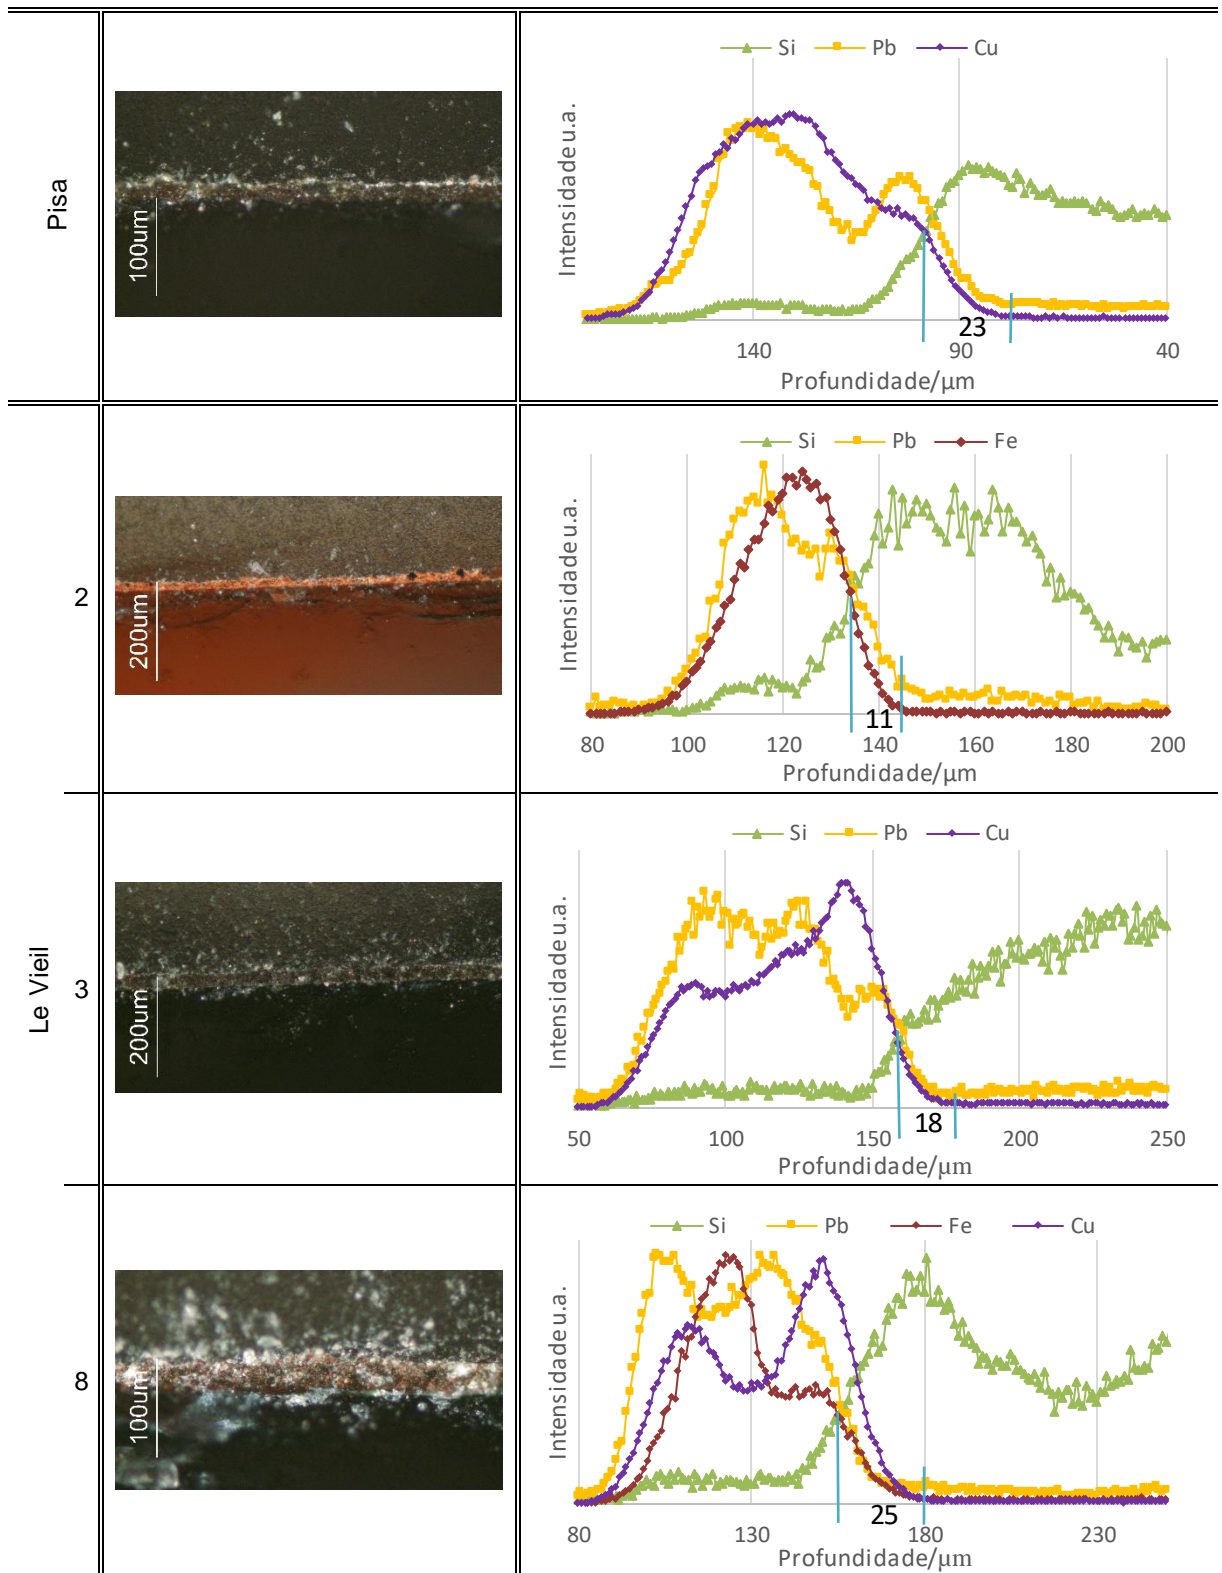 Pisa
100um
Si Pb Cu
Intensidade u.a.
23
140 90 40
Profundidade/µm
Le Vieil
2
200um
Si Pb Fe
Intensidade u.a.
11
80 100 120 140 160 180 200
Profundidade/µm
3
200um
Si Pb Cu
Intensidade u.a.
18
50 100 150 200 250
Profundidade/µm
8
100um
Si Pb Fe Cu
Intensidade u.a.
25
80 130 180 230
Profundidade/µm